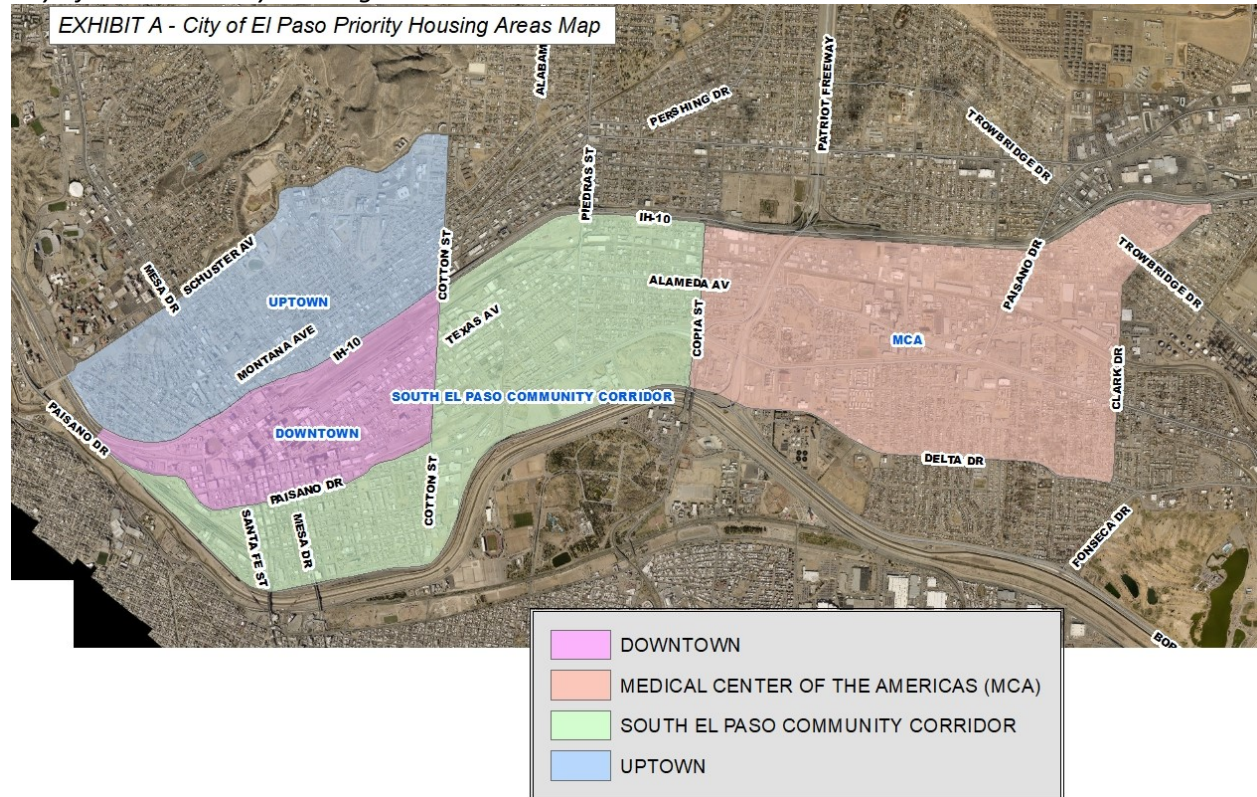 EXHIBIT A - City of El Paso Priority Housing Areas Map
ALABAM
PERSHING DR
PATRIOT FREEWAY
TROWBRIDGE DR
PIEDRAS ST
IH-10
MESA DR
SCHUSTER AV
COTTON ST
UPTOWN
MONTANA AVE
IH-10
TEXAS AV
ALAMEDA AV
COPIA ST
PAISANO DR
TROWBRIDGE DR
MCA
CLARK DR
SOUTH EL PASO COMMUNITY CORRIDOR
PAISANO DR
DOWNTOWN
PAISANO DR
COTTON ST
DELTA DR
SANTA FE ST
MESA DR
FONSECA DR
BOR
DOWNTOWN
MEDICAL CENTER OF THE AMERICAS (MCA)
SOUTH EL PASO COMMUNITY CORRIDOR
UPTOWN